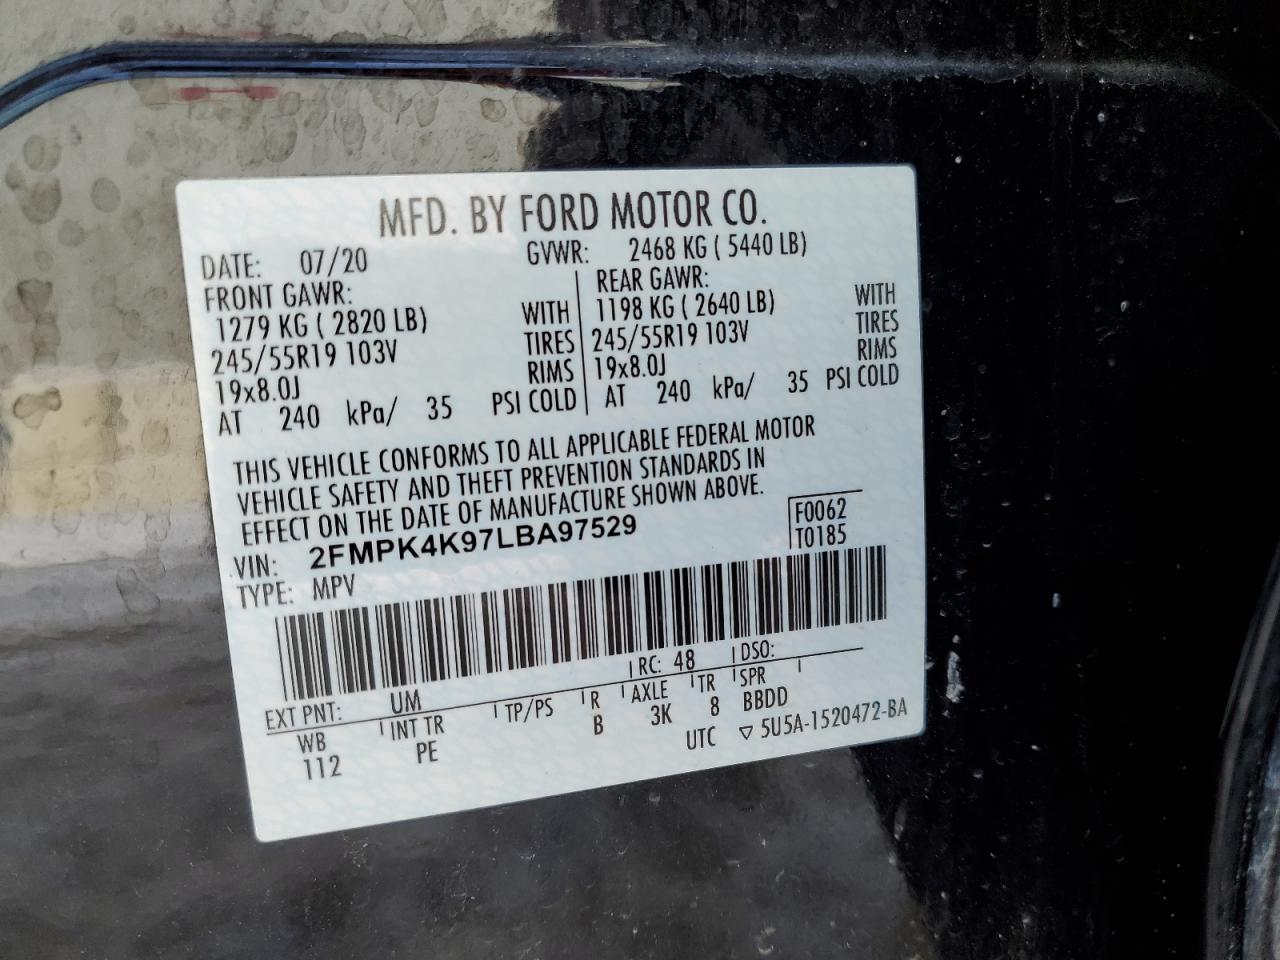 MFD. BY FORD MOTOR CO.
DATE: 07/20 GVWR: 2468 KG ( 5440 LB)
FRONT GAWR: REAR GAWR:
1279 KG ( 2820 LB) WITH 1198 KG ( 2640 LB) WITH
245/55R19 103V TIRES 245/55R19 103V TIRES
19x8.0J RIMS 19x8.0J RIMS
AT 240 kPa/ 35 PSI COLD AT 240 kPa/ 35 PSI COLD
THIS VEHICLE CONFORMS TO ALL APPLICABLE FEDERAL MOTOR
VEHICLE SAFETY AND THEFT PREVENTION STANDARDS IN
EFFECT ON THE DATE OF MANUFACTURE SHOWN ABOVE.
VIN: 2FMPK4K97LBA97529 F0062
TYPE: MPV T0185
EXT PNT: UM RC: 48 DSO:
WB INT TR TP/PS R AXLE TR SPR
112 PE B 3K 8 BBDD
UTC ▽ 5U5A-1520472-BA